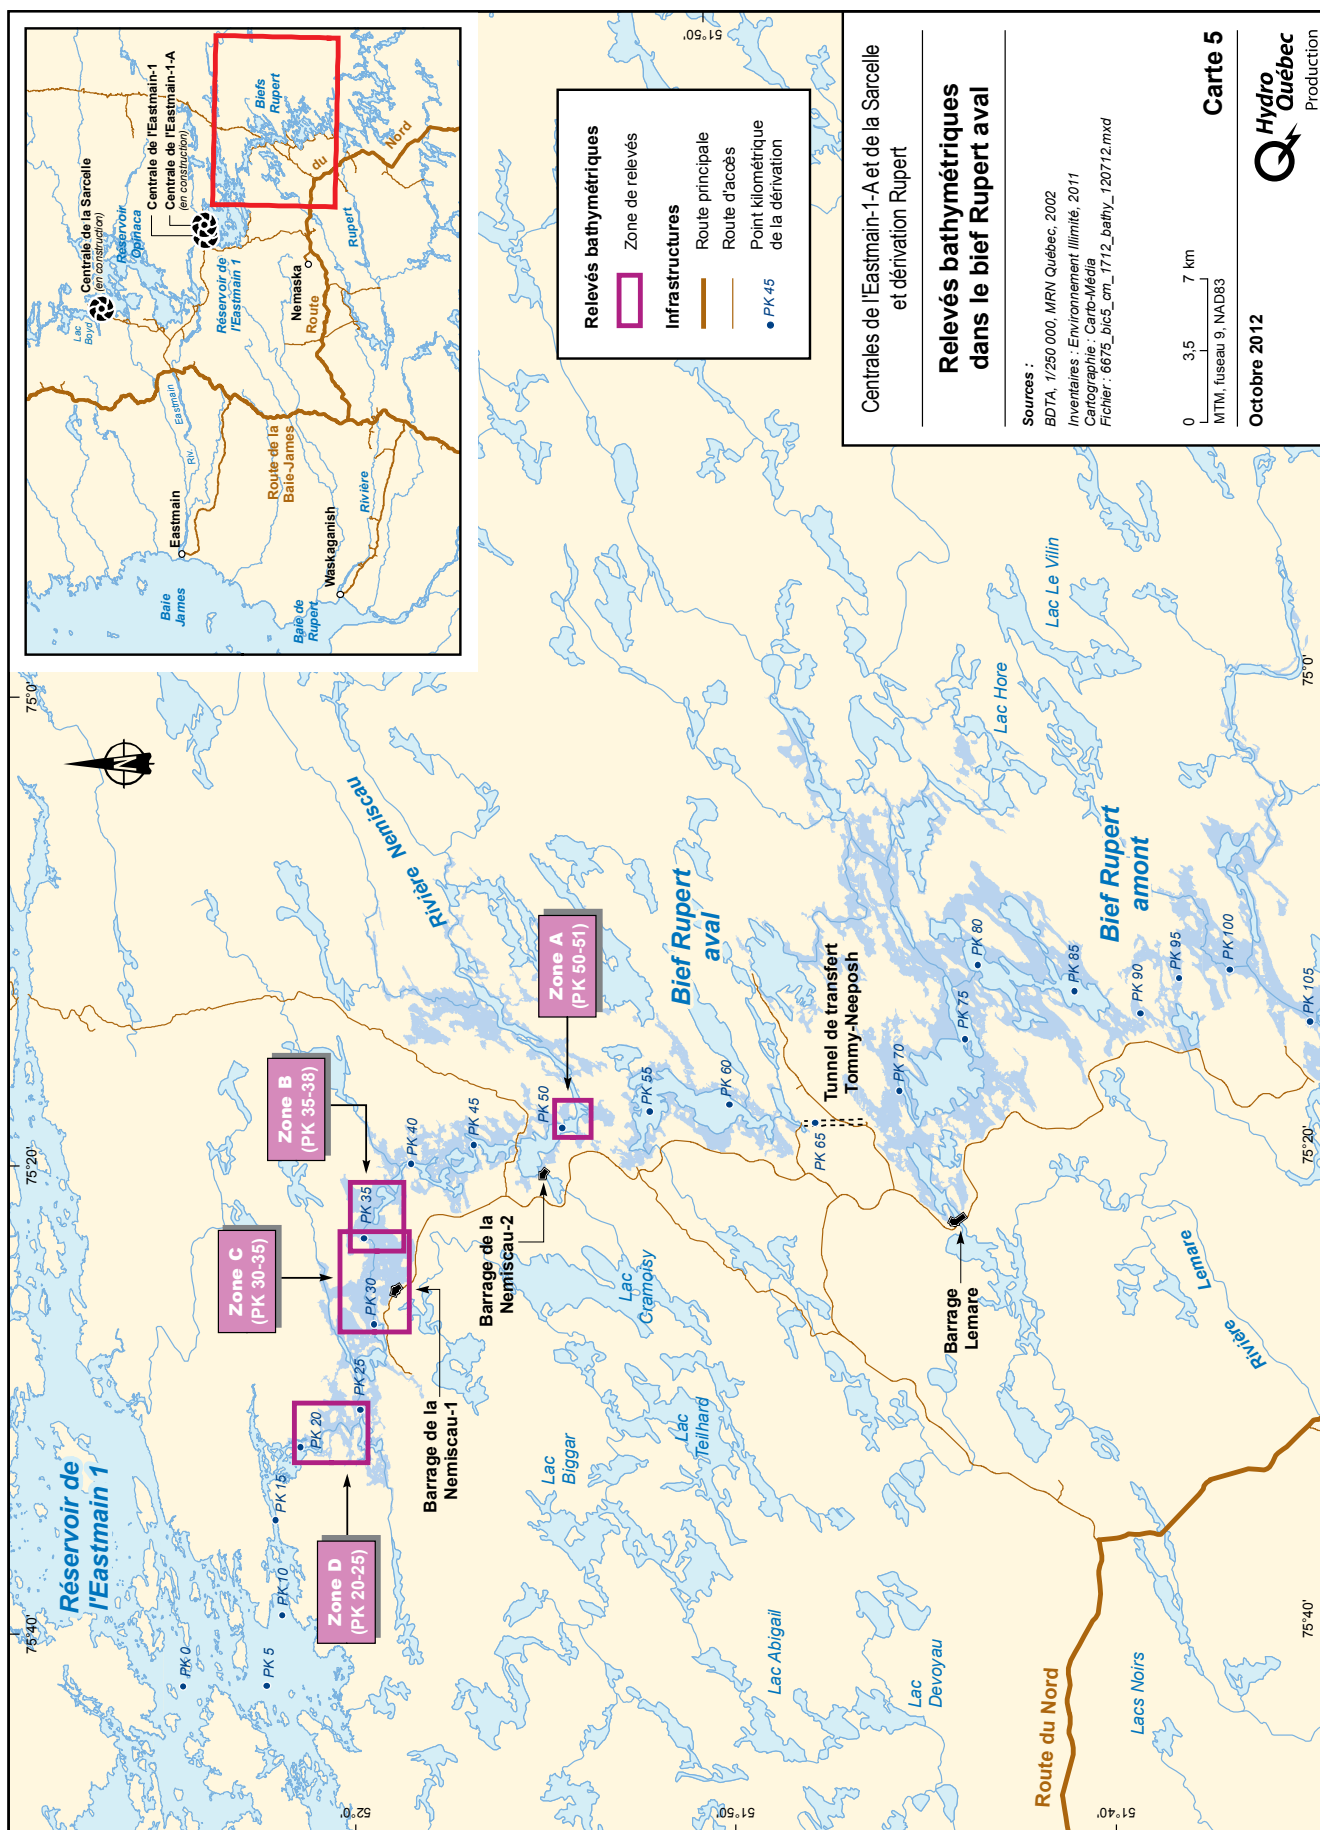 Centrale de la Sarcelle
(en construction)
Lac
Boyd
Réservoir
Opinaca
Centrale de l'Eastmain-1
Centrale de l'Eastmain-1-A
(en construction)
Biefs
Rupert
Réservoir de
l'Eastmain 1
Nemaska
Route
du
Nord
Rupert
Riv.
Eastmain
Eastmain
Route de la
Baie-James
Rivière
Waskaganish
Baie
James
Baie de
Rupert
Relevés bathymétriques
Zone de relevés
Infrastructures
Route principale
Route d'accès
PK 45
Point kilométrique
de la dérivation
Centrales de l'Eastmain-1-A et de la Sarcelle
et dérivation Rupert
Relevés bathymétriques
dans le bief Rupert aval
Sources :
BDTA, 1/250 000, MRN Québec, 2002
Inventaires : Environnement Illimité, 2011
Cartographie : Carto-Média
Fichier : 6675_bic5_cm_1712_bathy_120712.mxd
0 3,5 7 km
MTM, fuseau 9, NAD83
Octobre 2012
Carte 5
Hydro
Québec
Production
75°40'
75°20'
75°0'
75°40'
75°20'
75°0'
52°0'
51°50'
51°40'
51°50'
N
Réservoir de
l'Eastmain 1
PK 0
PK 5
PK 10
PK 15
PK 20
PK 25
PK 30
PK 35
PK 40
PK 45
PK 50
PK 55
PK 60
PK 65
PK 70
PK 75
PK 80
PK 85
PK 90
PK 95
PK 100
PK 105
Zone D
(PK 20-25)
Zone C
(PK 30-35)
Zone B
(PK 35-38)
Zone A
(PK 50-51)
Rivière Nemiscau
Barrage de la
Nemiscau-1
Barrage de la
Nemiscau-2
Bief Rupert
aval
Tunnel de transfert
Tommy-Neeposh
Barrage
Lemare
Bief Rupert
amont
Lac Hore
Lac Le Vilin
Lac
Cramoisy
Lac
Biggar
Lac
Teilhard
Lac Abigail
Lac
Devoyau
Lacs Noirs
Rivière
Lemare
Route du Nord